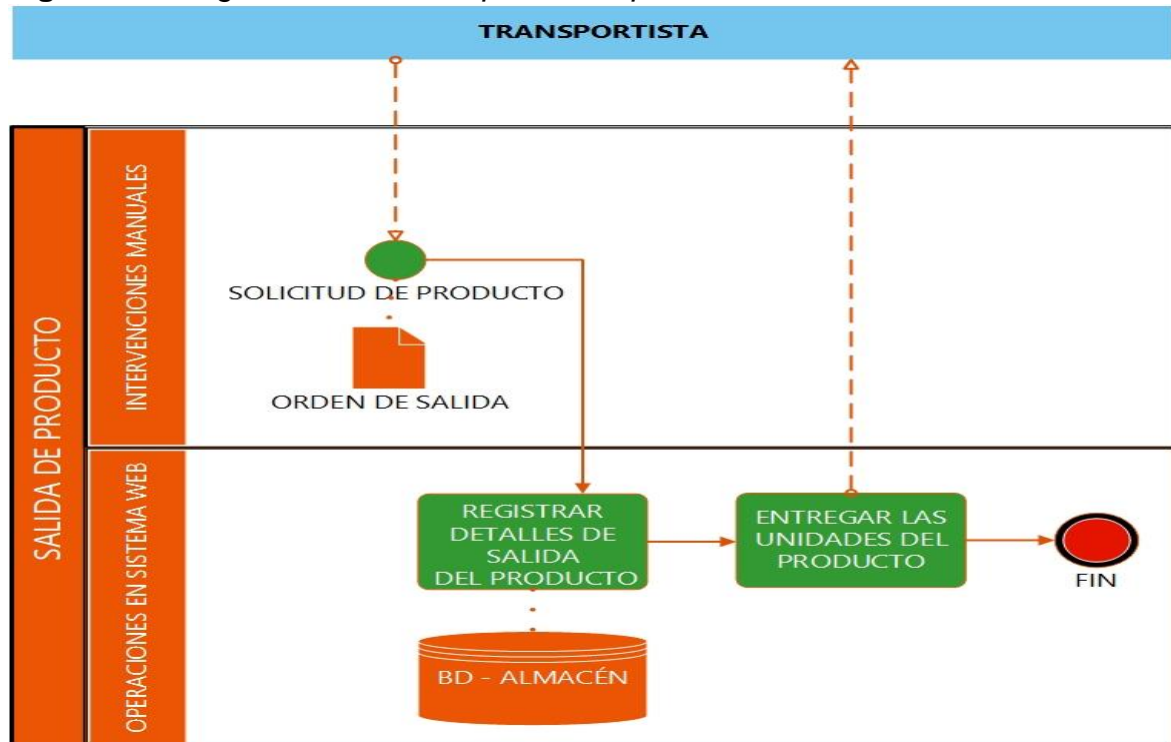 TRANSPORTISTA
SALIDA DE PRODUCTO
INTERVENCIONES MANUALES
SOLICITUD DE PRODUCTO
ORDEN DE SALIDA
OPERACIONES EN SISTEMA WEB
REGISTRAR
DETALLES DE
SALIDA
DEL PRODUCTO
ENTREGAR LAS
UNIDADES DEL
PRODUCTO
FIN
BD - ALMACÉN